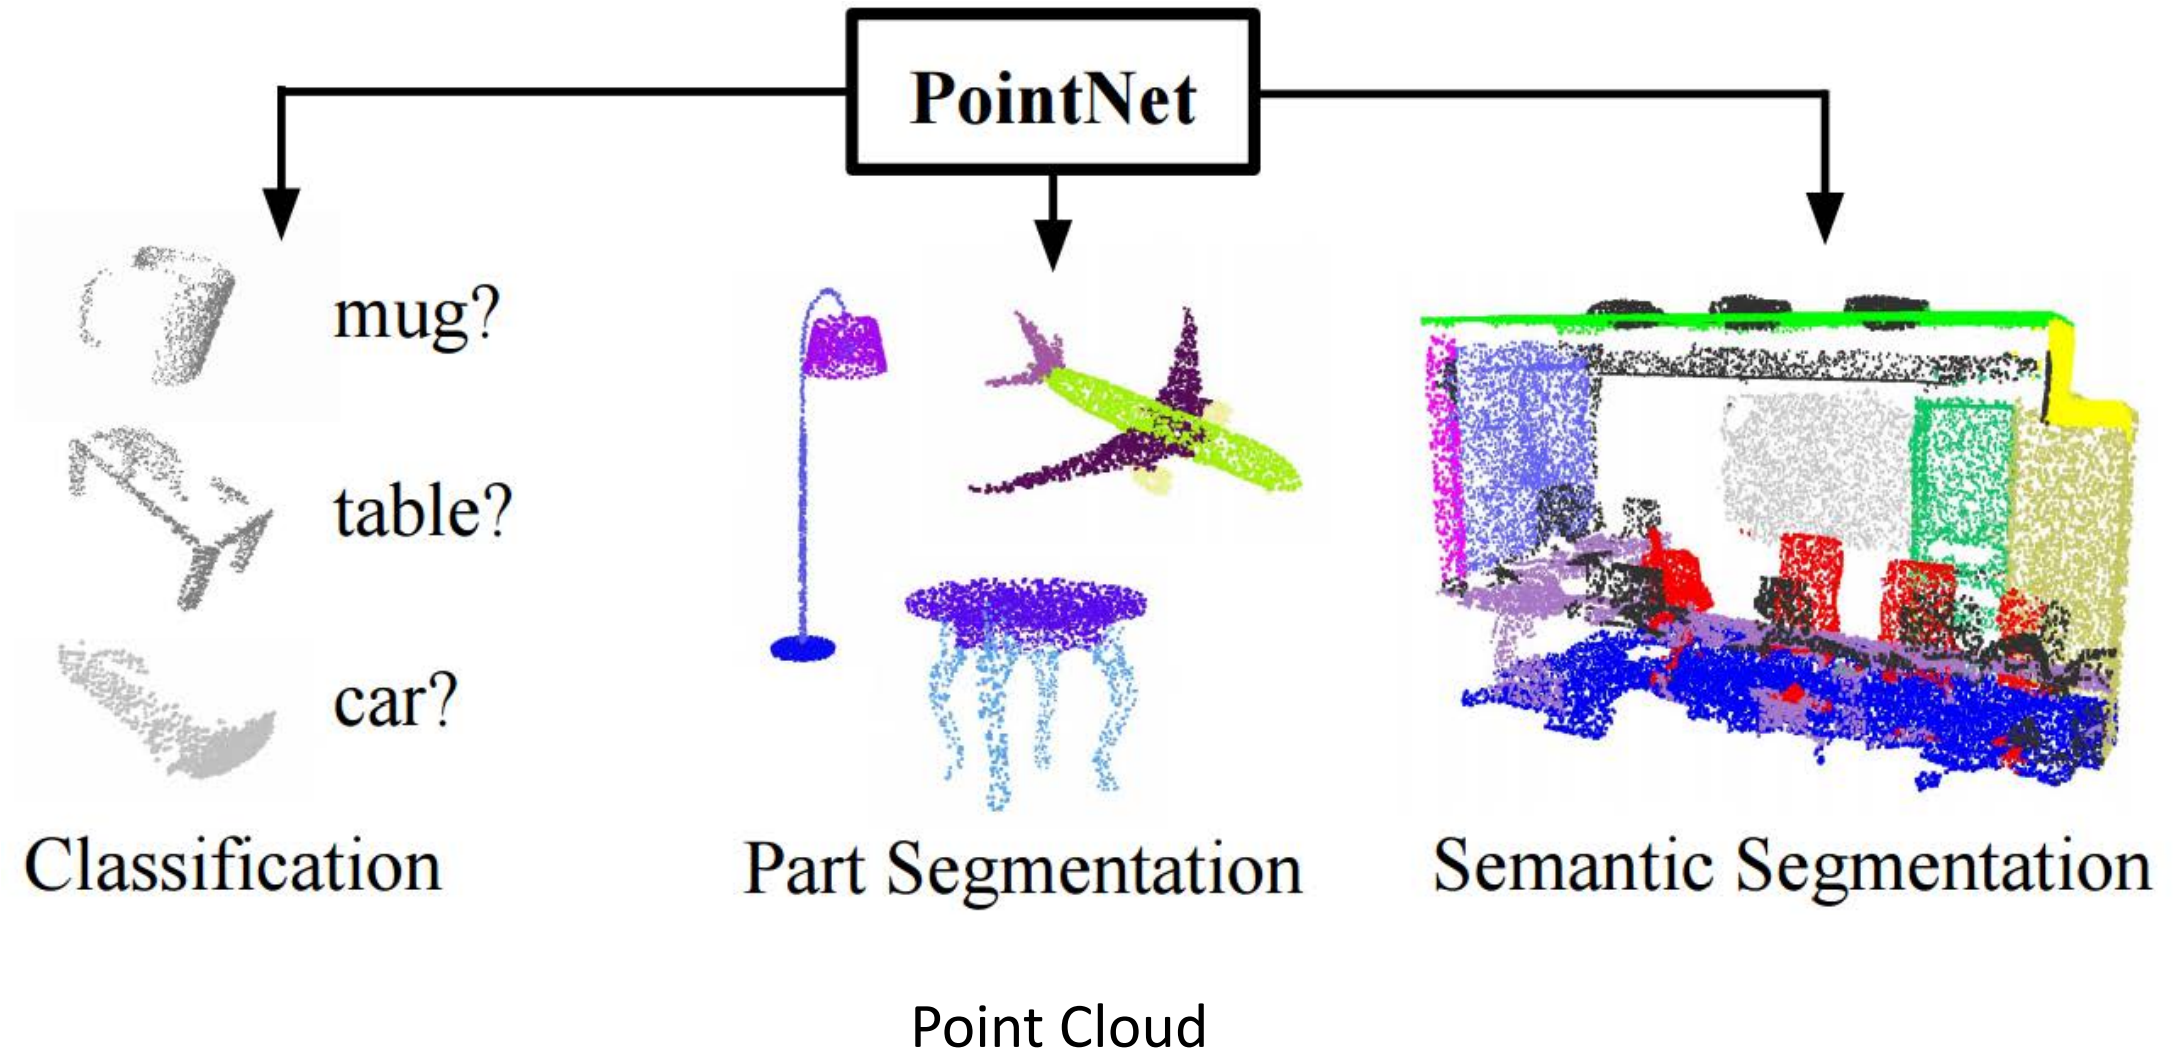 PointNet
mug?
table?
car?
Classification
Part Segmentation
Semantic Segmentation
Point Cloud